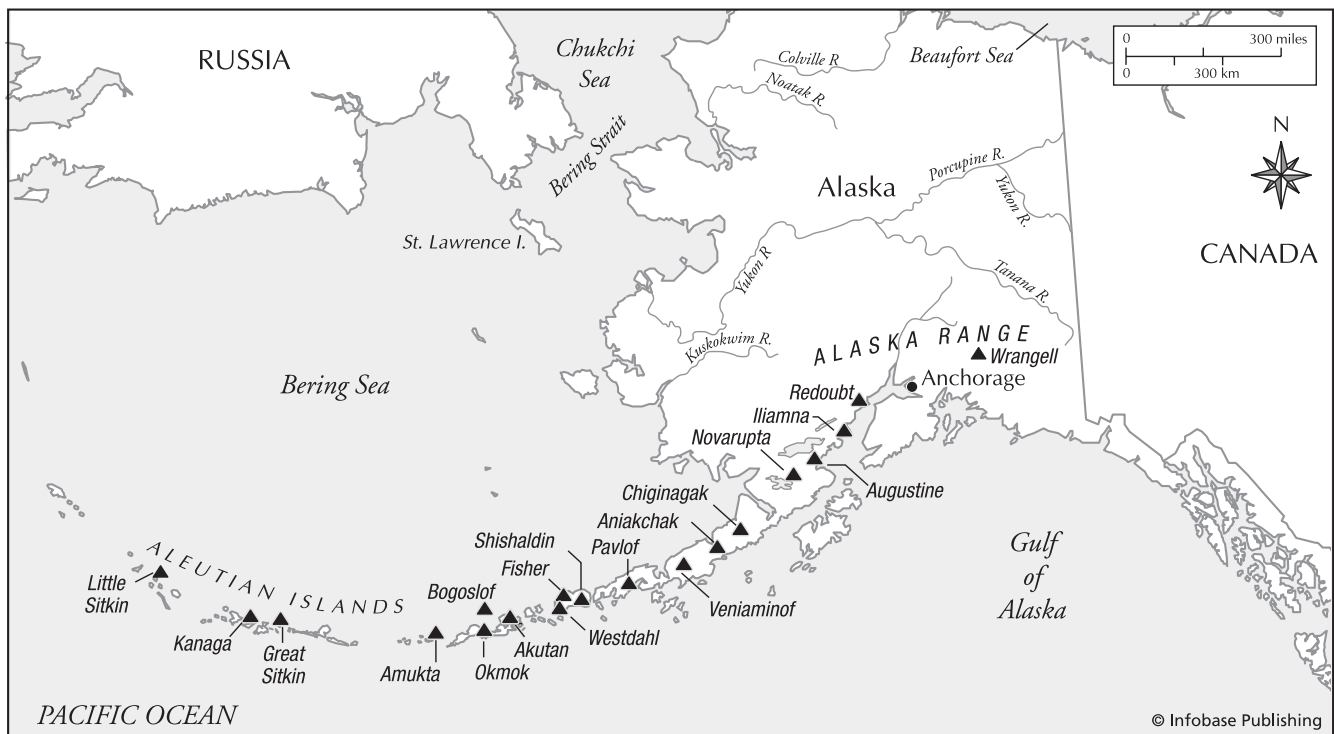 RUSSIA
Chukchi
Sea
Colville R
Noatak R.
Beaufort Sea
0 300 miles
0 300 km
N
Bering Strait
Porcupine R.
Yukon R.
Alaska
St. Lawrence I.
CANADA
Yukon R
Tanana R.
Kuskokwim R.
ALASKA RANGE
Wrangell
Anchorage
Bering Sea
Redoubt
Iliamna
Novarupta
Augustine
Chiginagak
Aniakchak
Shishaldin
Pavlof
Fisher
Gulf
of
Alaska
ALEUTIAN ISLANDS
Little
Sitkin
Bogoslof
Veniaminof
Westdahl
Kanaga
Great
Sitkin
Akutan
Amukta
Okmok
PACIFIC OCEAN
© Infobase Publishing